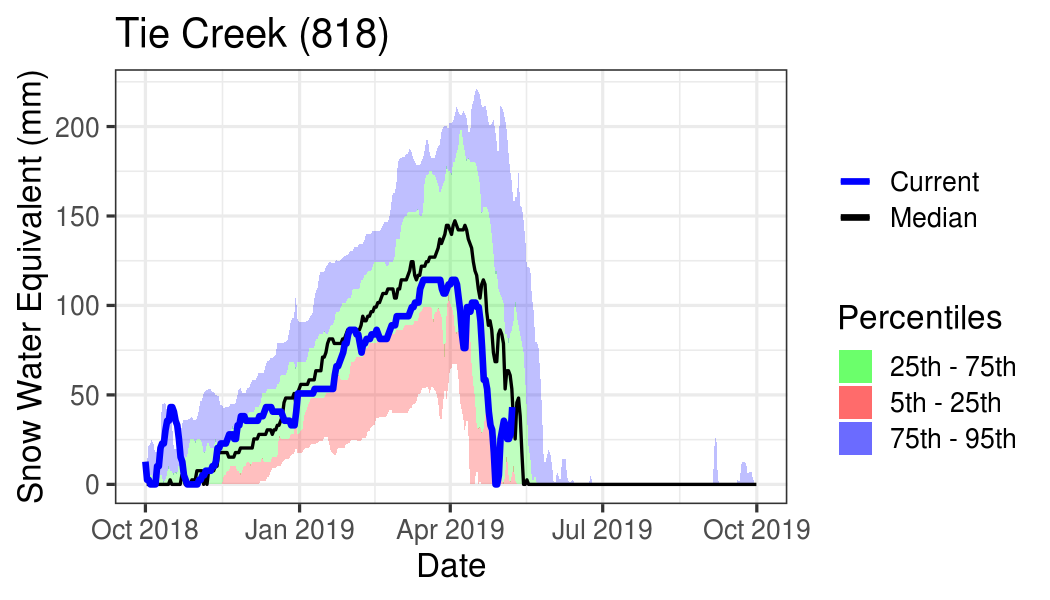 Tie Creek (818)
Snow Water Equivalent (mm)
200
150
100
50
0
Oct 2018
Jan 2019
Apr 2019
Jul 2019
Oct 2019
Date
Current
Median
Percentiles
25th - 75th
5th - 25th
75th - 95th